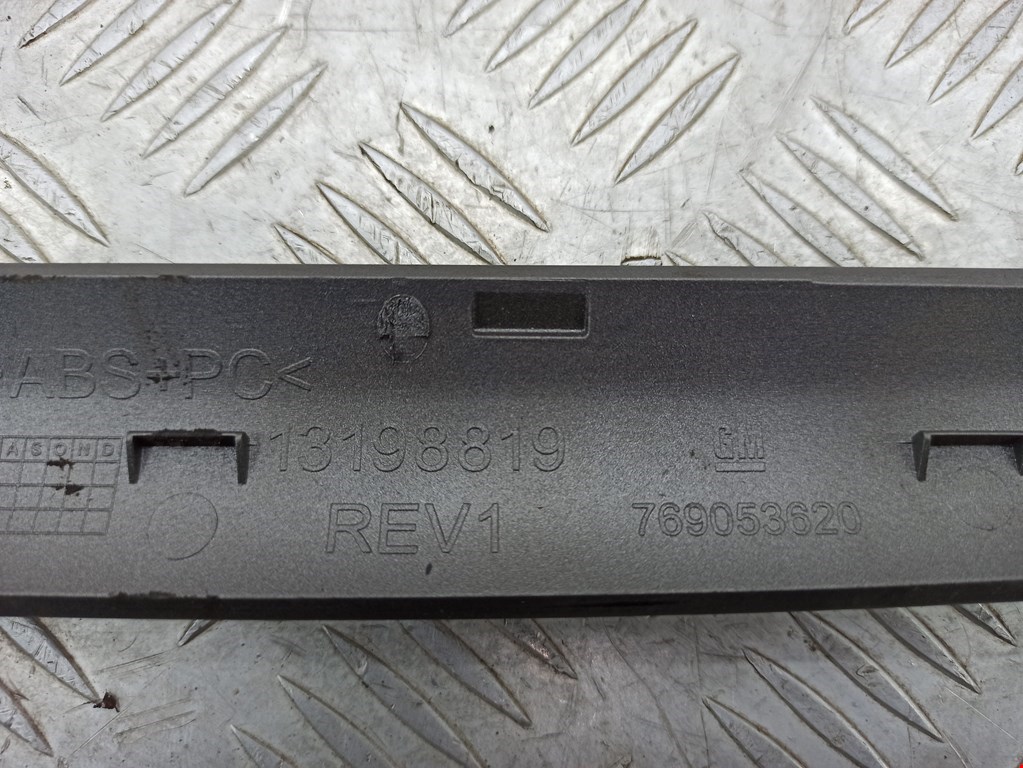 >ABS+PC<
13198819
GM
A S O N D
REV1
769053620